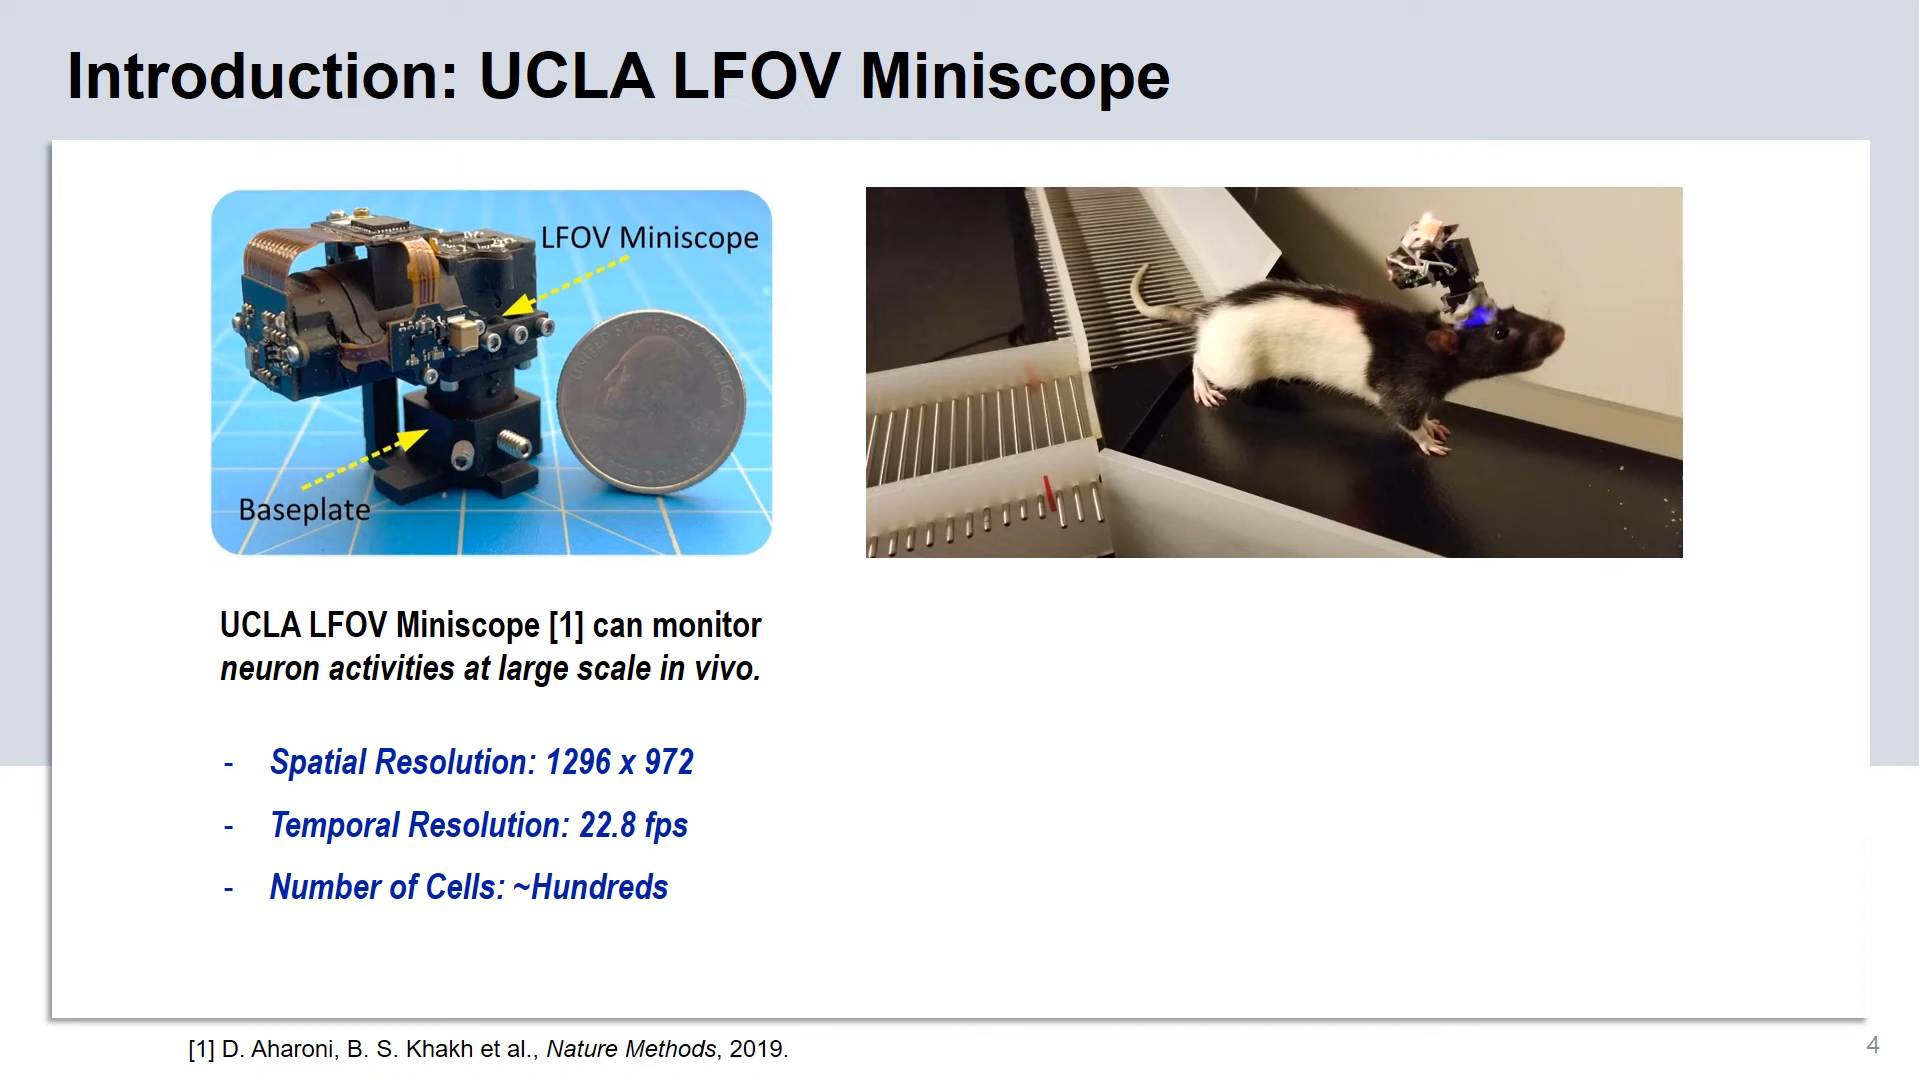 Introduction: UCLA LFOV Miniscope
LFOV Miniscope
Baseplate
UCLA LFOV Miniscope [1] can monitor
neuron activities at large scale in vivo.
- Spatial Resolution: 1296 x 972
- Temporal Resolution: 22.8 fps
- Number of Cells: ~Hundreds
[1] D. Aharoni, B. S. Khakh et al., Nature Methods, 2019.
4